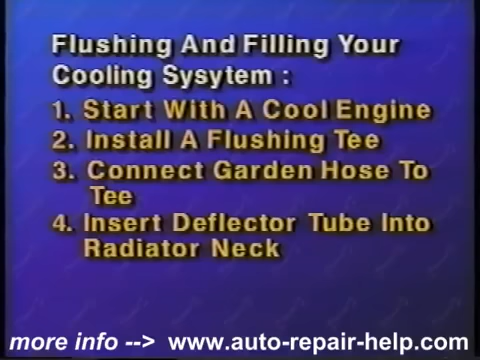 Flushing And Filling Your
Cooling Sysytem :
1. Start With A Cool Engine
2. Install A Flushing Tee
3. Connect Garden Hose To
Tee
4. Insert Deflector Tube Into
Radiator Neck
more info --> www.auto-repair-help.com